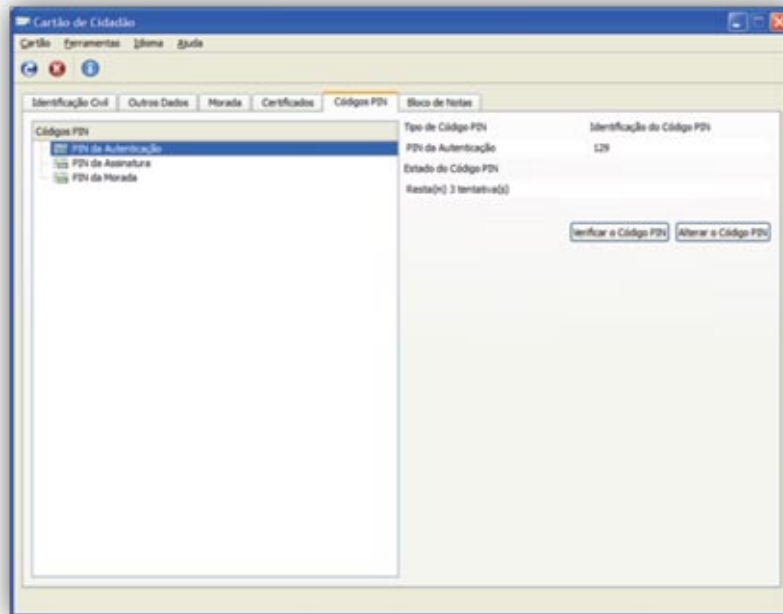 Cartão de Cidadão
Cartão Ferramentas Idioma Ajuda
Identificação Civil Outros Dados Morada Certificados Códigos PIN Bloco de Notas
Códigos PIN
PIN da Autenticação
PIN da Assinatura
PIN da Morada
Tipo de Código PIN Identificação do Código PIN
PIN da Autenticação 129
Estado do Código PIN
Resta(m) 3 tentativa(s)
Verificar o Código PIN Alterar o Código PIN